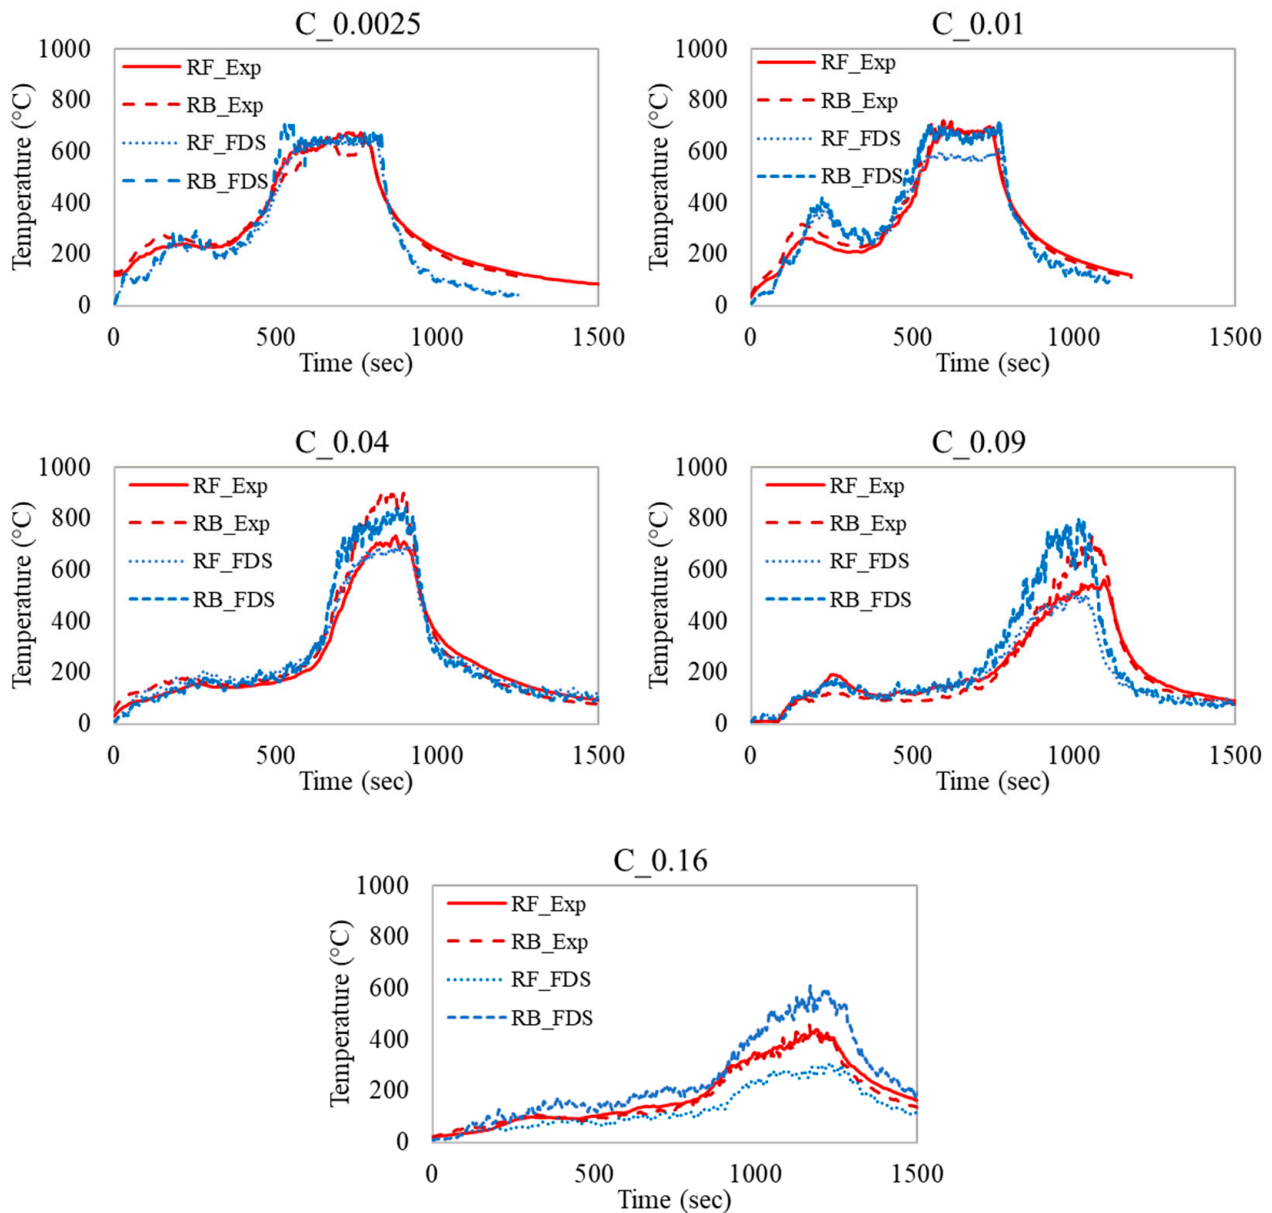 C_0.0025
1000
800
600
400
200
0
Temperature (°C)
RF_Exp
RB_Exp
RF_FDS
RB_FDS
0 500 1000 1500
Time (sec)
C_0.01
1000
800
600
400
200
0
Temperature (°C)
RF_Exp
RB_Exp
RF_FDS
RB_FDS
0 500 1000 1500
Time (sec)
C_0.04
1000
800
600
400
200
0
Temperature (°C)
RF_Exp
RB_Exp
RF_FDS
RB_FDS
0 500 1000 1500
Time (sec)
C_0.09
1000
800
600
400
200
0
Temperature (°C)
RF_Exp
RB_Exp
RF_FDS
RB_FDS
0 500 1000 1500
Time (sec)
C_0.16
1000
800
600
400
200
0
Temperature (°C)
RF_Exp
RB_Exp
RF_FDS
RB_FDS
0 500 1000 1500
Time (sec)